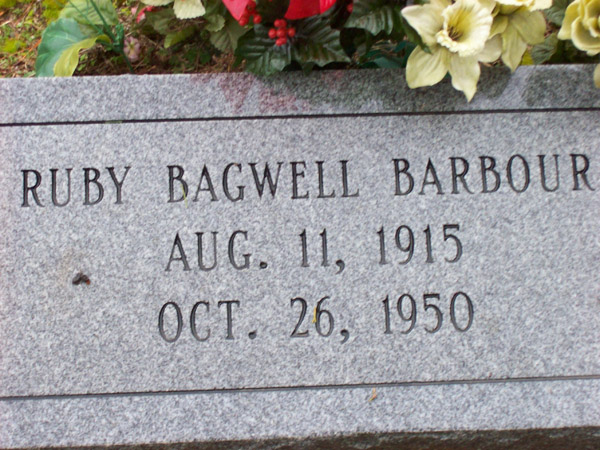 RUBY BAGWELL BARBOUR
AUG. 11, 1915
OCT. 26, 1950